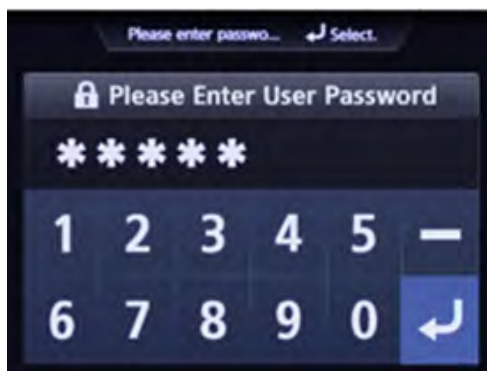 Please enter passwo... ↵ Select.
Please Enter User Password
*****
1 2 3 4 5 −
6 7 8 9 0 ↵